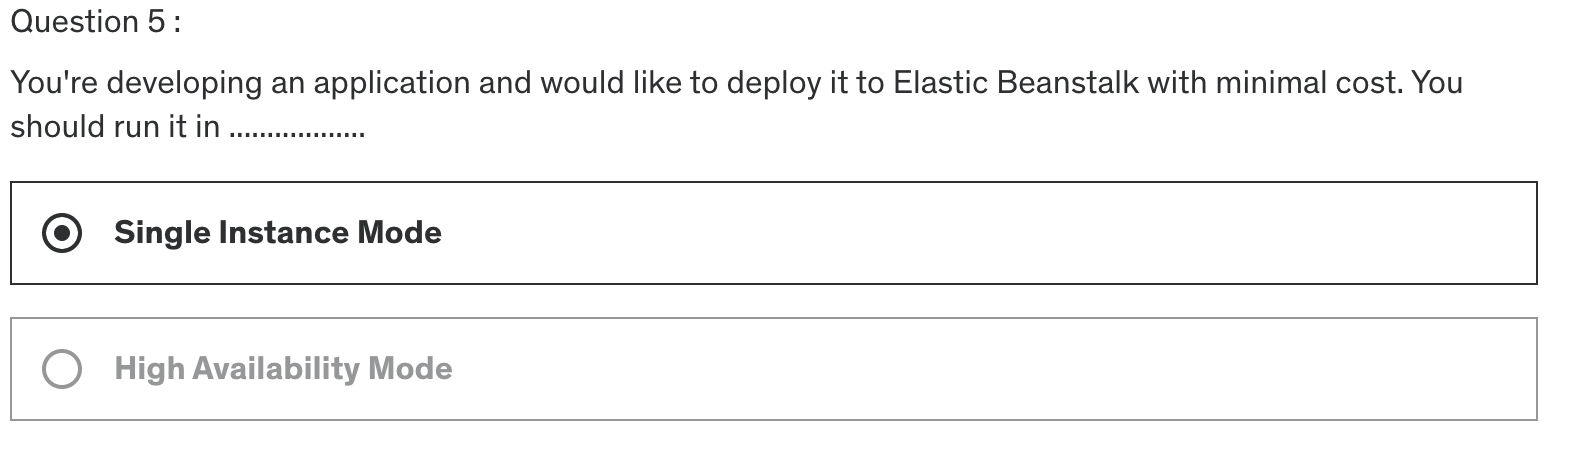 Question 5 :
You're developing an application and would like to deploy it to Elastic Beanstalk with minimal cost. You
should run it in ..................
Single Instance Mode
High Availability Mode